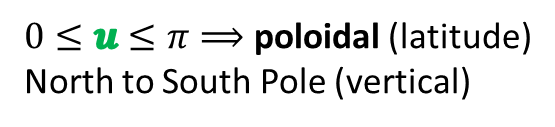 0 ≤ u ≤ π ⟹ poloidal (latitude)
North to South Pole (vertical)